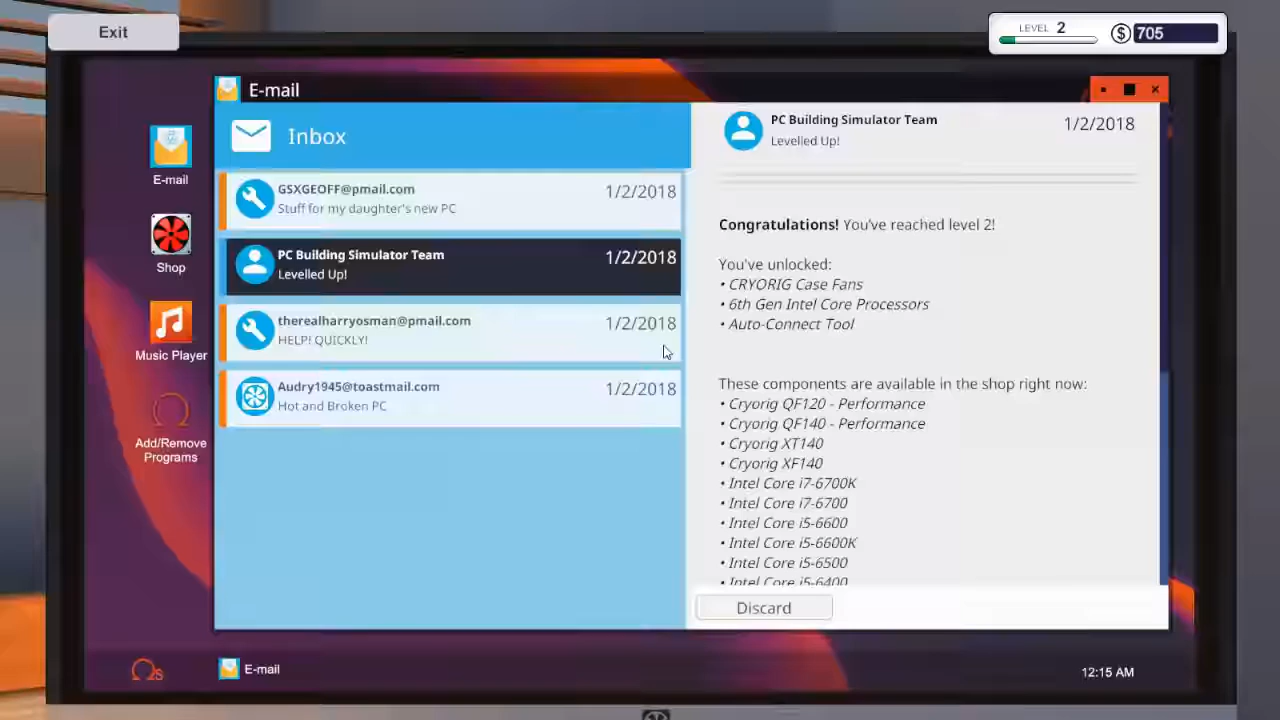 Exit
LEVEL 2
$ 705
E-mail
E-mail
Shop
Music Player
Add/Remove
Programs
Inbox
GSXGEOFF@pmail.com
1/2/2018
Stuff for my daughter's new PC
PC Building Simulator Team
1/2/2018
Levelled Up!
therealharryosman@pmail.com
1/2/2018
HELP! QUICKLY!
Audry1945@toastmail.com
1/2/2018
Hot and Broken PC
PC Building Simulator Team
1/2/2018
Levelled Up!
Congratulations! You've reached level 2!
You've unlocked:
• CRYORIG Case Fans
• 6th Gen Intel Core Processors
• Auto-Connect Tool
These components are available in the shop right now:
• Cryorig QF120 - Performance
• Cryorig QF140 - Performance
• Cryorig XT140
• Cryorig XF140
• Intel Core i7-6700K
• Intel Core i7-6700
• Intel Core i5-6600
• Intel Core i5-6600K
• Intel Core i5-6500
• Intel Core i5-6400
Discard
Ωs
E-mail
12:15 AM